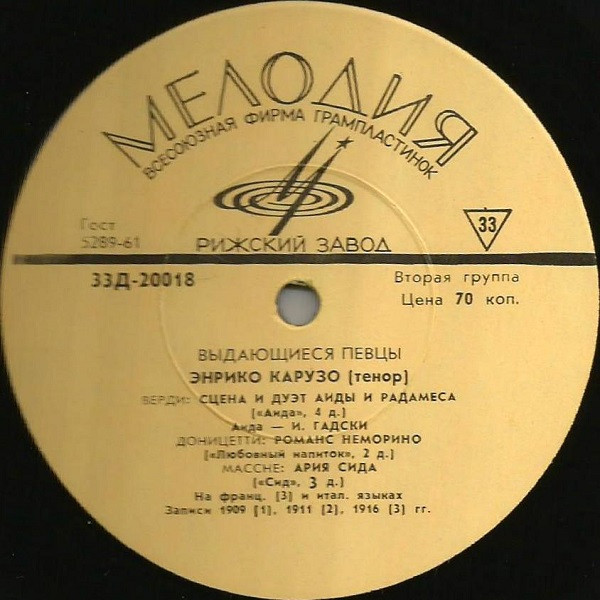 МЕЛОДИЯ
ВСЕСОЮЗНАЯ ФИРМА ГРАМПЛАСТИНОК
Гост
5289-61
РИЖСКИЙ ЗАВОД
33
33Д-20018
Вторая группа
Цена 70 коп.
ВЫДАЮЩИЕСЯ ПЕВЦЫ
ЭНРИКО КАРУЗО (тенор)
ВЕРДИ: СЦЕНА И ДУЭТ АИДЫ И РАДАМЕСА
(«Аида», 4 д.)
Аида — И. ГАДСКИ
ДОНИЦЕТТИ: РОМАНС НЕМОРИНО
(«Любовный напиток», 2 д.)
МАССНЕ: АРИЯ СИДА
(«Сид», 3 д.)
На франц. (3) и итал. языках
Записи 1909 (1), 1911 (2), 1916 (3) гг.